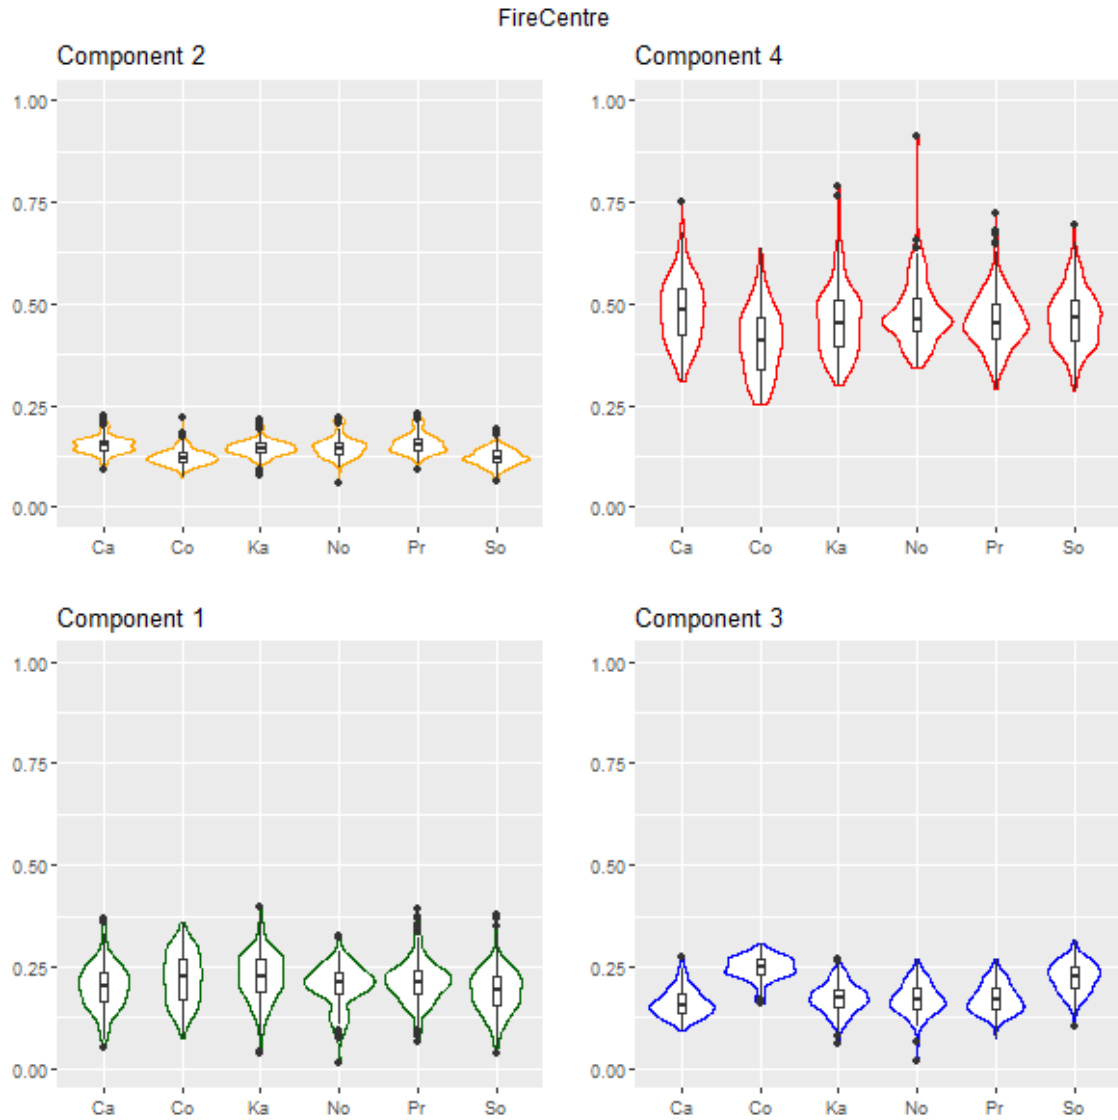 FireCentre
Component 2
1.00
0.75
0.50
0.25
0.00
Ca Co Ka No Pr So
Component 4
1.00
0.75
0.50
0.25
0.00
Ca Co Ka No Pr So
Component 1
1.00
0.75
0.50
0.25
0.00
Ca Co Ka No Pr So
Component 3
1.00
0.75
0.50
0.25
0.00
Ca Co Ka No Pr So